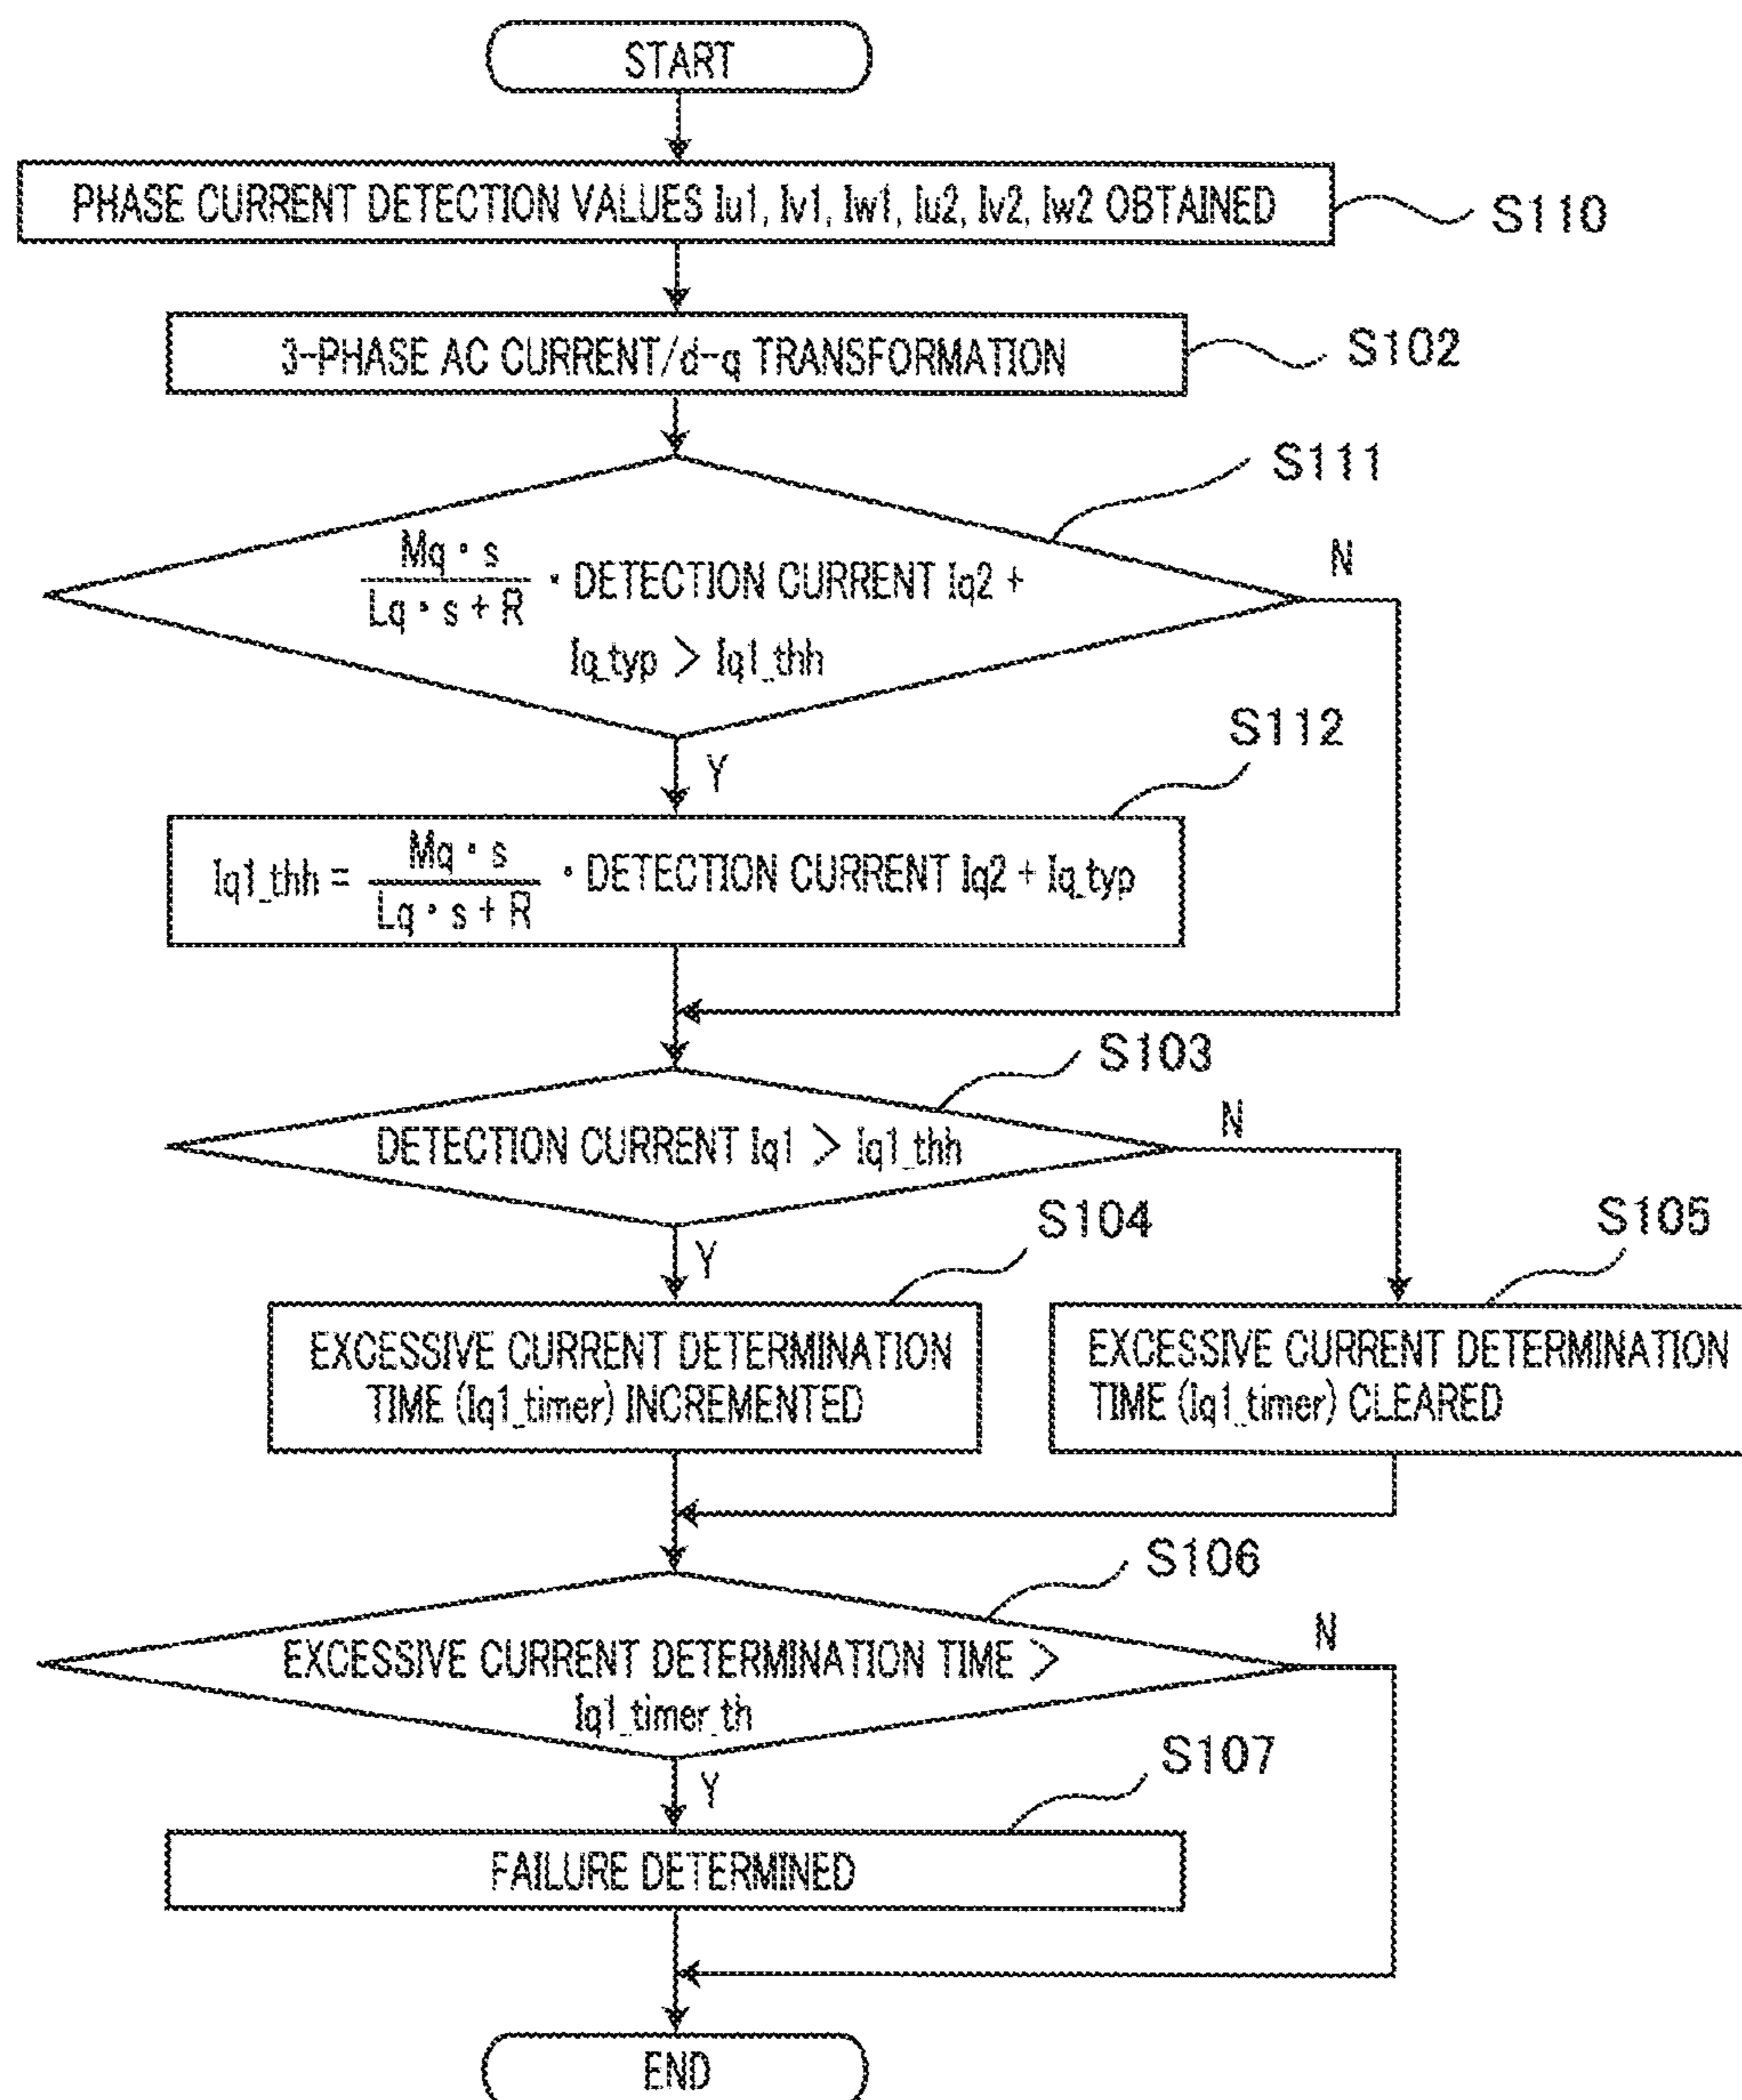 START
PHASE CURRENT DETECTION VALUES Iu1, Iv1, Iw1, Iu2, Iv2, Iw2 OBTAINED
S110
3-PHASE AC CURRENT/d-q TRANSFORMATION
S102
S111
N
Mq・s
Lq・s + R
・DETECTION CURRENT Iq2 +
Iq_typ > Iq1_thh
Y
S112
Iq1_thh =
Mq・s
Lq・s + R
・DETECTION CURRENT Iq2 + Iq_typ
S103
DETECTION CURRENT Iq1 > Iq1_thh
N
Y
S104
S105
EXCESSIVE CURRENT DETERMINATION
TIME (Iq1_timer) INCREMENTED
EXCESSIVE CURRENT DETERMINATION
TIME (Iq1_timer) CLEARED
S106
N
EXCESSIVE CURRENT DETERMINATION TIME >
Iq1_timer_th
Y
S107
FAILURE DETERMINED
END